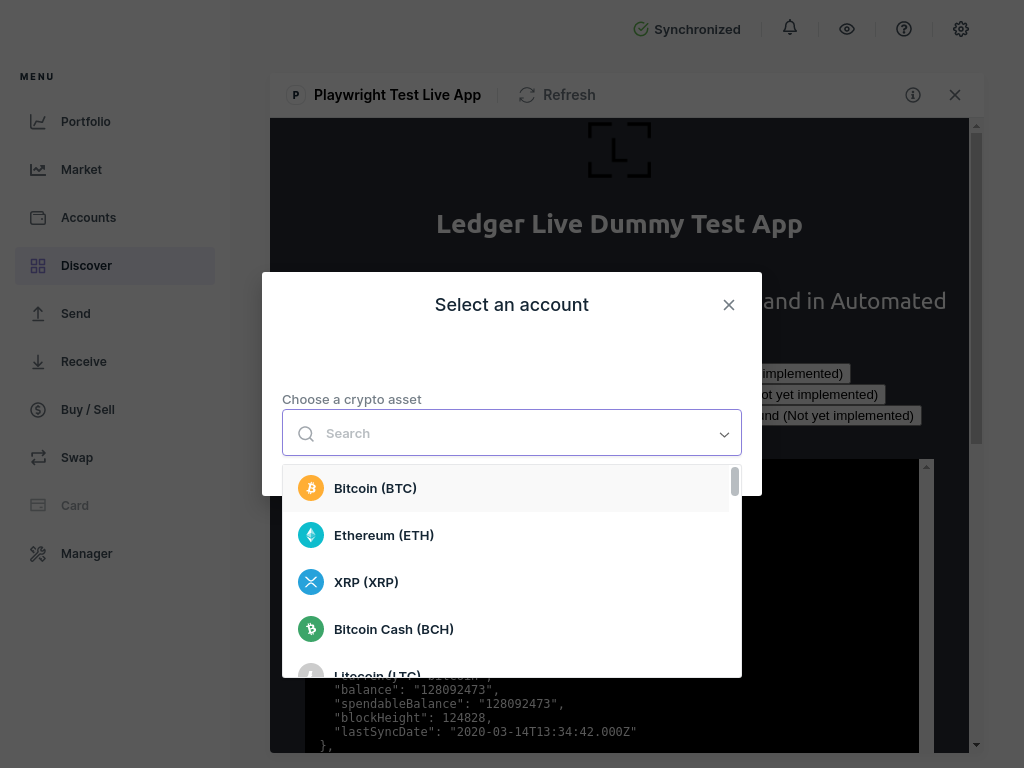 Synchronized
MENU
P Playwright Test Live App Refresh
Portfolio
Market
Accounts
Discover
Send
Receive
Buy / Sell
Swap
Card
Manager
L
Ledger Live Dummy Test App
and in Automated
implemented)
ot yet implemented)
und (Not yet implemented)
Select an account
Choose a crypto asset
Search
Bitcoin (BTC)
Ethereum (ETH)
XRP (XRP)
Bitcoin Cash (BCH)
Litecoin (LTC)
"currency": "bitcoin",
"balance": "128092473",
"spendableBalance": "128092473",
"blockHeight": 124828,
"lastSyncDate": "2020-03-14T13:34:42.000Z"
},